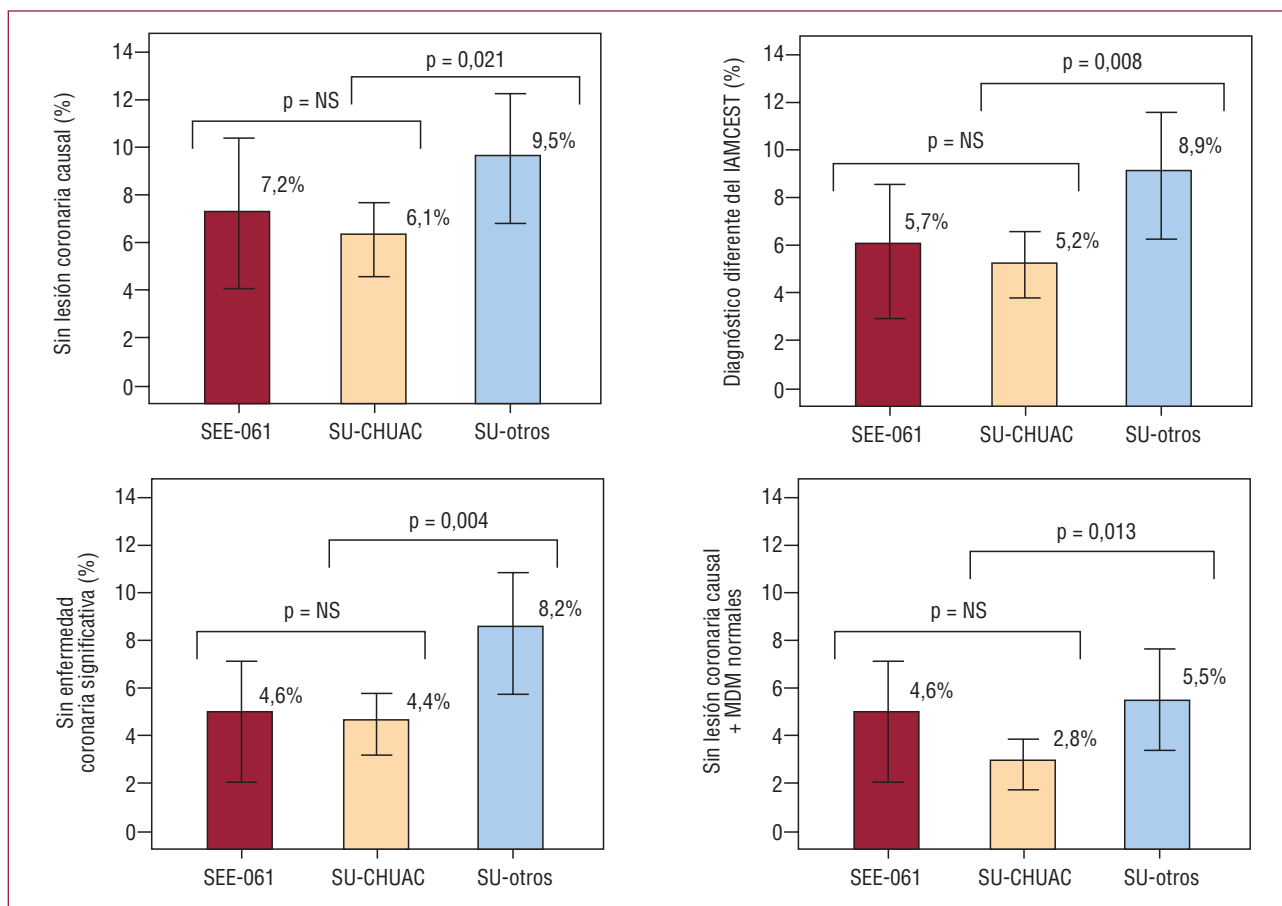 Sin lesión coronaria causal (%)
14
12
10
8
6
4
2
0
p = 0,021
p = NS
7,2%
6,1%
9,5%
SEE-061
SU-CHUAC
SU-otros
Diagnóstico diferente del IAMCEST (%)
14
12
10
8
6
4
2
0
p = 0,008
p = NS
5,7%
5,2%
8,9%
SEE-061
SU-CHUAC
SU-otros
Sin enfermedad
coronaria significativa (%)
14
12
10
8
6
4
2
0
p = 0,004
p = NS
4,6%
4,4%
8,2%
SEE-061
SU-CHUAC
SU-otros
Sin lesión coronaria causal
+ MDM normales
14
12
10
8
6
4
2
0
p = 0,013
p = NS
4,6%
2,8%
5,5%
SEE-061
SU-CHUAC
SU-otros